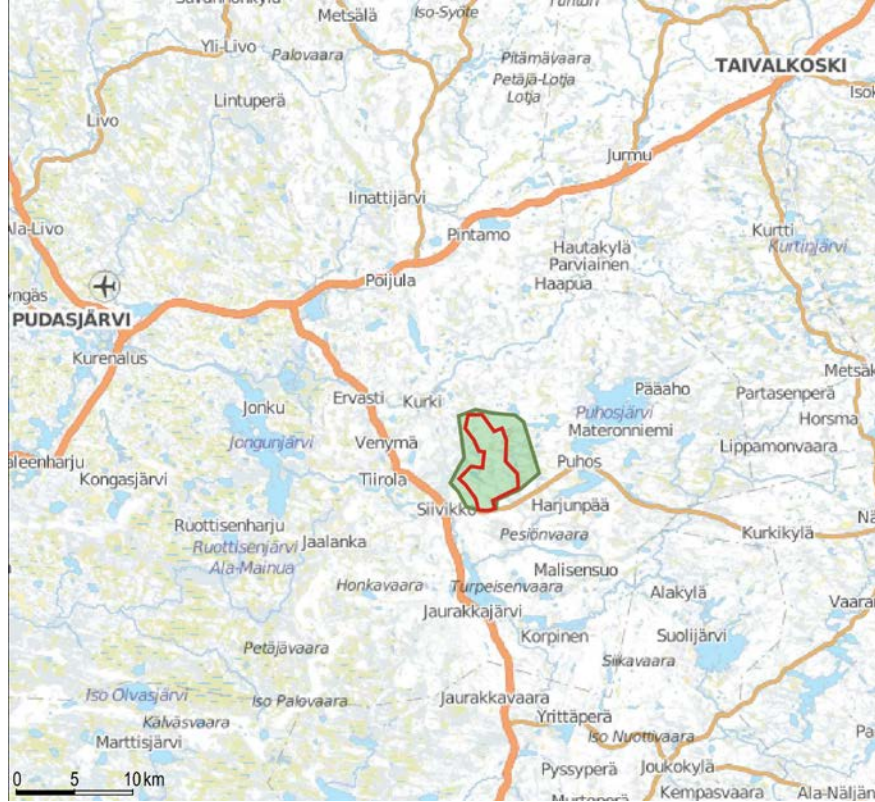 Metsälä
Iso-Syöte
Yli-Livo
Palovaara
Pitämävaara
Petäjä-Lotja
Lotja
TAIVALKOSKI
Lintuperä
Livo
Jurmu
Iinattijärvi
Ala-Livo
Pintamo
Kurtti
Kurtinjärvi
Hautakylä
Parviainen
Haapua
Poijula
PUDASJÄRVI
Kurenalus
Ervasti
Kurki
Jonku
Jongunjärvi
Venymä
Tiirola
Pääaho
Puhosjärvi
Materonniemi
Partasenperä
Horsma
Lippamonvaara
Puhos
Kongasjärvi
Siivikko
Harjunpää
Pesiönvaara
Kurkikylä
Ruottisenharju
Ruottisenjärvi
Ala-Mainua
Jaalanka
Honkavaara
Turpeisenvaara
Malisensuo
Alakylä
Jaurakkajärvi
Korpinen
Suolijärvi
Siikavaara
Petäjävaara
Iso Olvasjärvi
Iso Palovaara
Kälväsvaara
Marttisjärvi
Jaurakkavaara
Yrittäperä
Iso Nuottivaara
Pyssyperä
Joukokylä
Kempasvaara
0 5 10 km